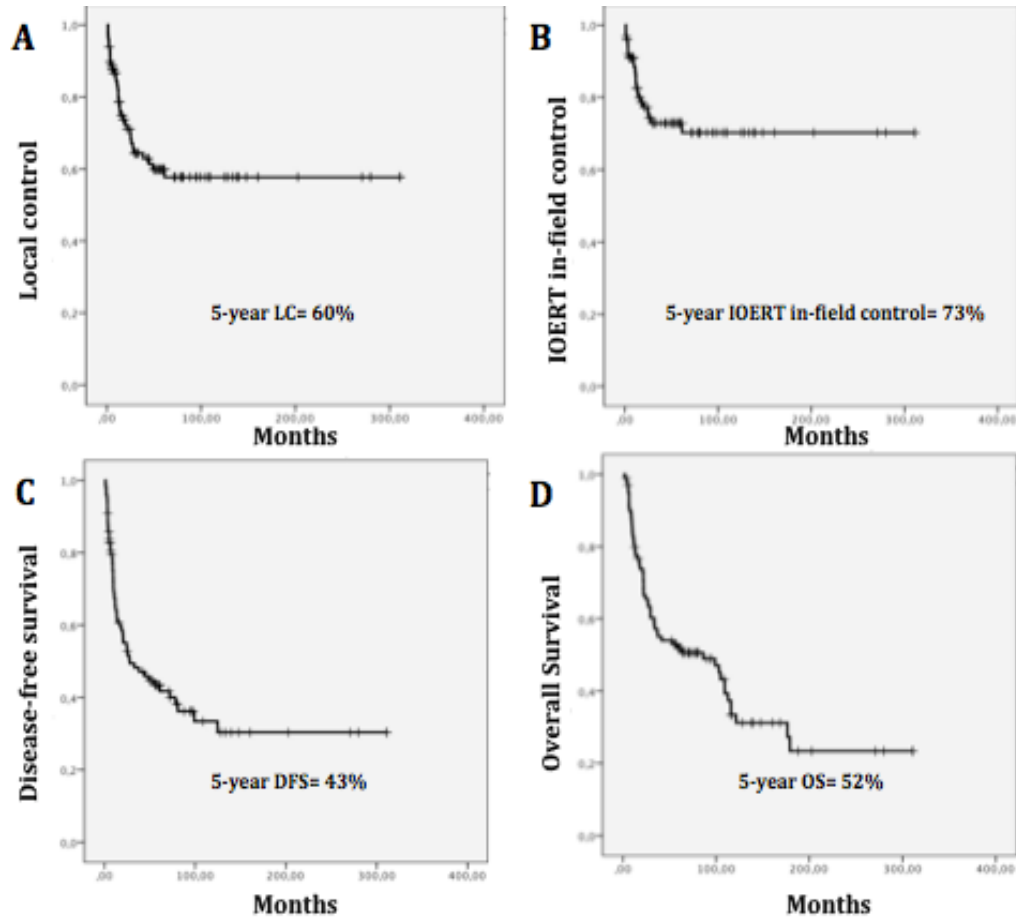 A
Local control
1,0
0,8
0,6
0,4
0,2
0,0
5-year LC= 60%
,00 100,00 200,00 300,00 400,00
Months
B
IOERT in-field control
1,0
0,8
0,6
0,4
0,2
0,0
5-year IOERT in-field control= 73%
,00 100,00 200,00 300,00 400,00
Months
C
Disease-free survival
1,0
0,8
0,6
0,4
0,2
0,0
5-year DFS= 43%
,00 100,00 200,00 300,00 400,00
Months
D
Overall Survival
1,0
0,8
0,6
0,4
0,2
0,0
5-year OS= 52%
,00 100,00 200,00 300,00 400,00
Months